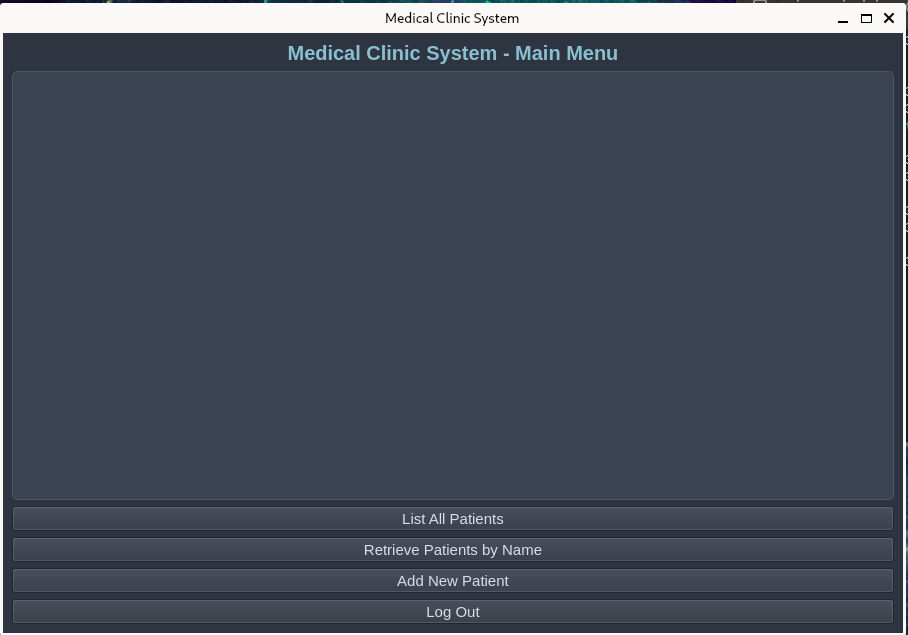 Medical Clinic System
Medical Clinic System - Main Menu
List All Patients
Retrieve Patients by Name
Add New Patient
Log Out